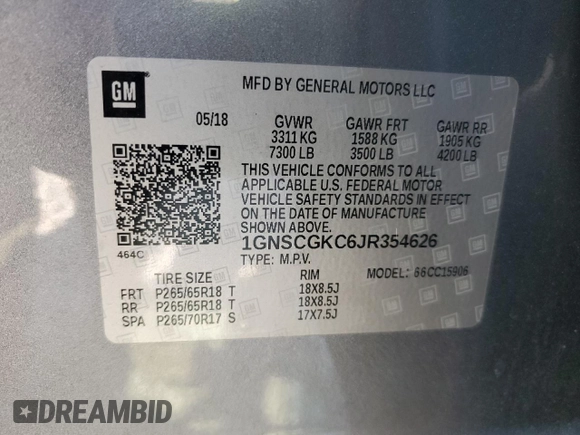 GM
MFD BY GENERAL MOTORS LLC
05/18 GVWR GAWR FRT GAWR RR
3311 KG 1588 KG 1905 KG
7300 LB 3500 LB 4200 LB
THIS VEHICLE CONFORMS TO ALL
APPLICABLE U.S. FEDERAL MOTOR
VEHICLE SAFETY STANDARDS IN EFFECT
ON THE DATE OF MANUFACTURE
SHOWN ABOVE.
1GNSCGKC6JR354626
464C
TYPE: M.P.V. MODEL: 66CC15906
TIRE SIZE RIM
FRT P265/65R18 T 18X8.5J
RR P265/65R18 T 18X8.5J
SPA P265/70R17 S 17X7.5J
DREAMBID